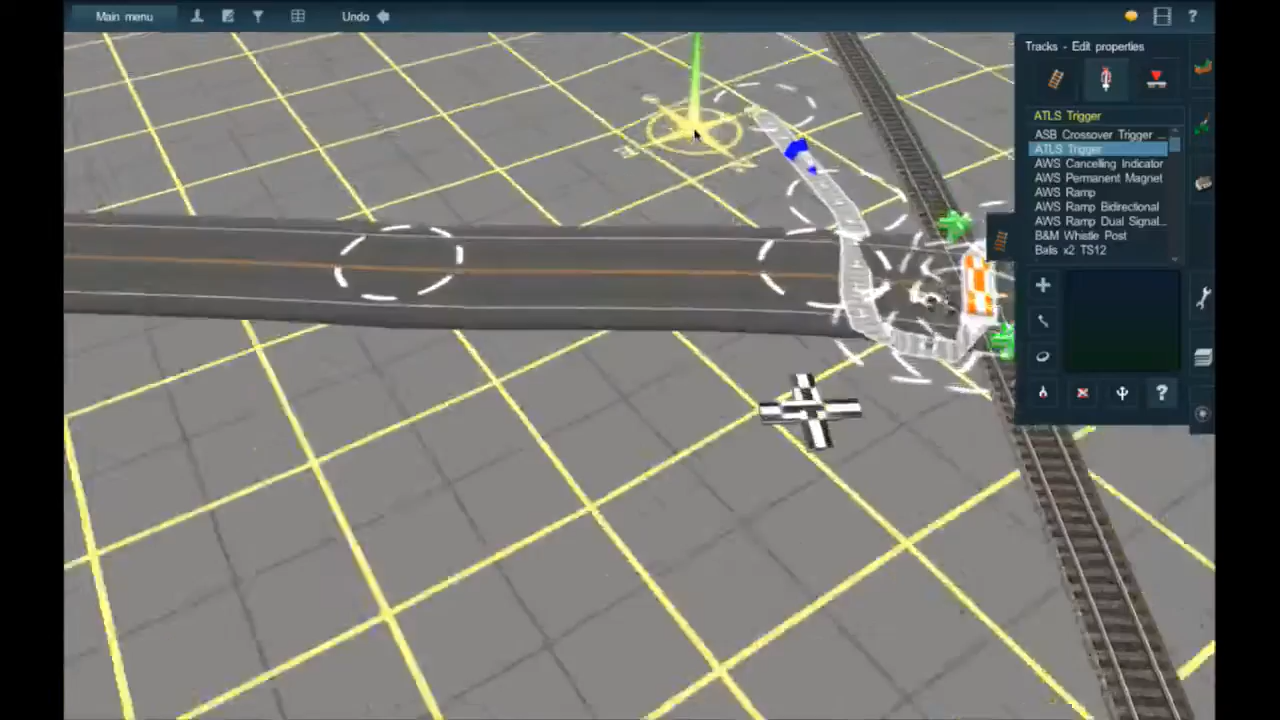 Main menu
Undo
?
Tracks - Edit properties
ATLS Trigger
ASB Crossover Trigger ...
ATLS Trigger
AWS Cancelling Indicator
AWS Permanent Magnet
AWS Ramp
AWS Ramp Bidirectional
AWS Ramp Dual Signal...
B&M Whistle Post
Balis x2 TS12
?